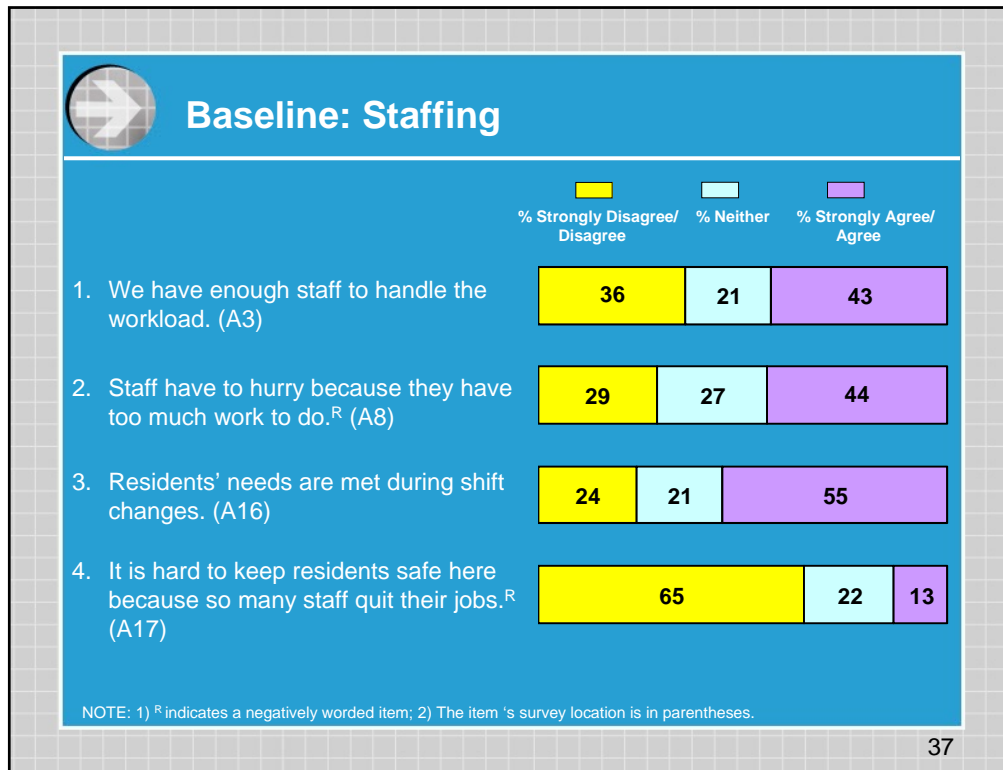 Baseline: Staffing
% Strongly Disagree/ % Neither % Strongly Agree/
Disagree Agree
1. We have enough staff to handle the 36 21 43
workload. (A3)
2. Staff have to hurry because they have 29 27 44
too much work to do.ᴿ (A8)
3. Residents’ needs are met during shift 24 21 55
changes. (A16)
4. It is hard to keep residents safe here
because so many staff quit their jobs.ᴿ 65 22 13
(A17)
NOTE: 1) ᴿ indicates a negatively worded item; 2) The item ‘s survey location is in parentheses.
37